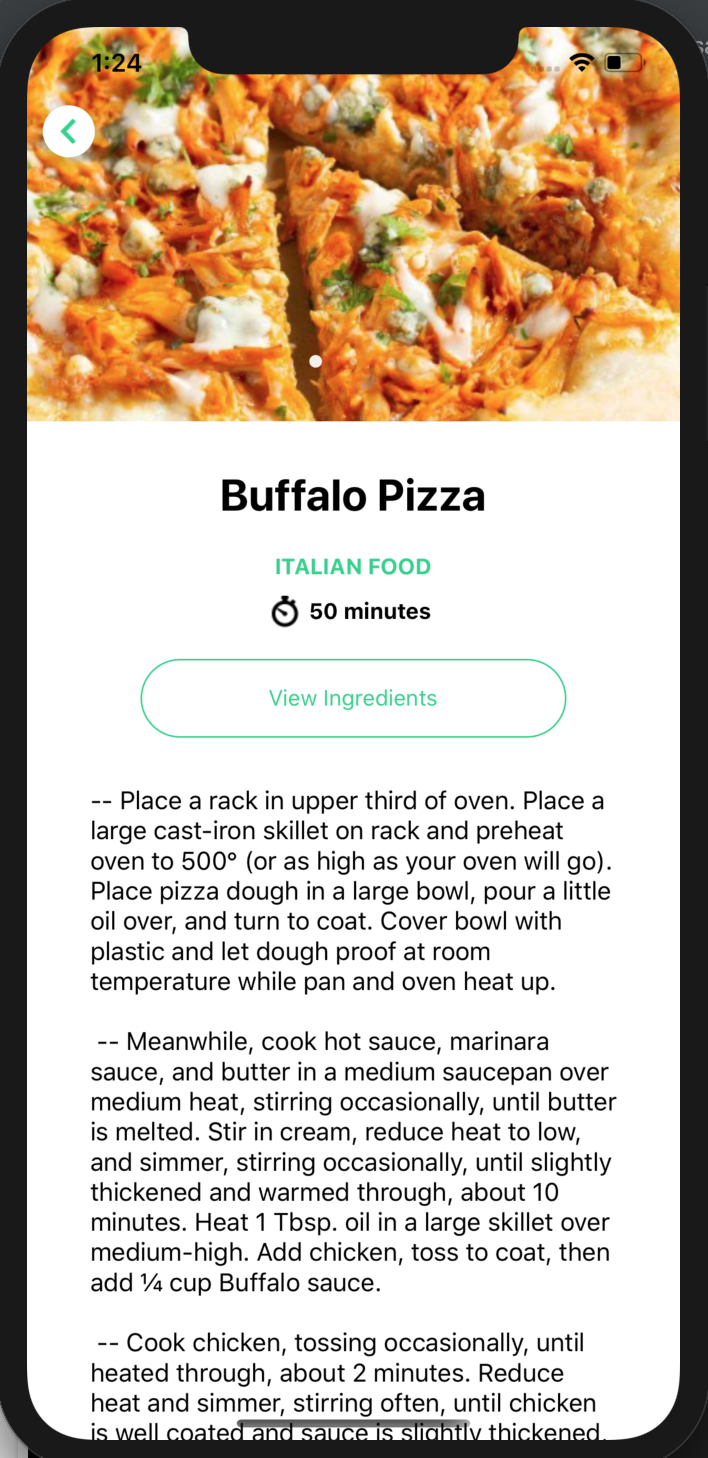 1:24
Buffalo Pizza
ITALIAN FOOD
50 minutes
View Ingredients
-- Place a rack in upper third of oven. Place a
large cast-iron skillet on rack and preheat
oven to 500° (or as high as your oven will go).
Place pizza dough in a large bowl, pour a little
oil over, and turn to coat. Cover bowl with
plastic and let dough proof at room
temperature while pan and oven heat up.
-- Meanwhile, cook hot sauce, marinara
sauce, and butter in a medium saucepan over
medium heat, stirring occasionally, until butter
is melted. Stir in cream, reduce heat to low,
and simmer, stirring occasionally, until slightly
thickened and warmed through, about 10
minutes. Heat 1 Tbsp. oil in a large skillet over
medium-high. Add chicken, toss to coat, then
add ¼ cup Buffalo sauce.
-- Cook chicken, tossing occasionally, until
heated through, about 2 minutes. Reduce
heat and simmer, stirring often, until chicken
is well coated and sauce is slightly thickened.